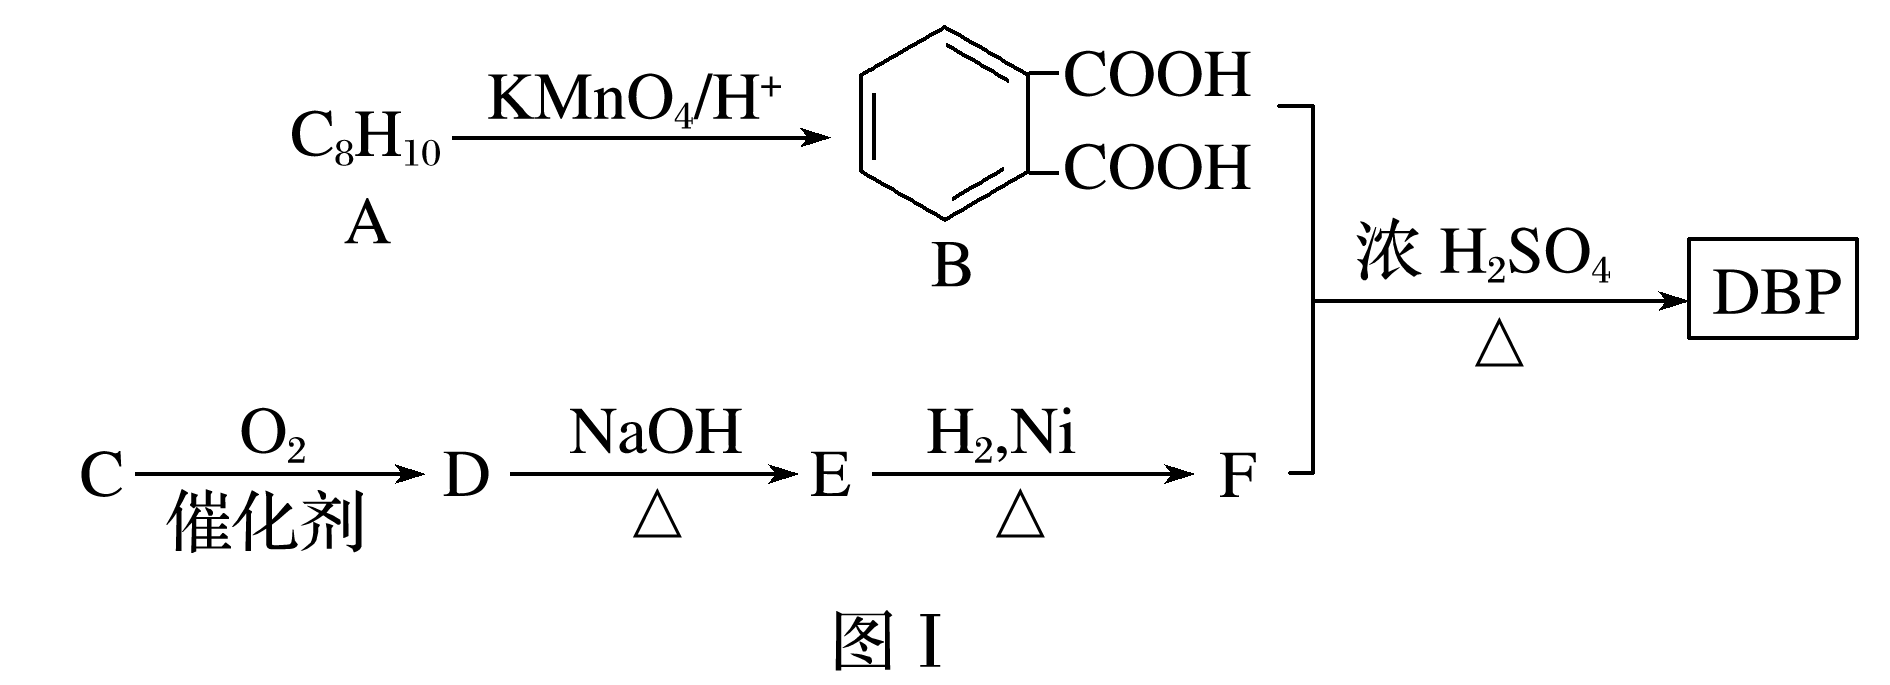 C₈H₁₀ KMnO₄/H⁺ COOH
COOH
A B
浓 H₂SO₄ DBP
△
C O₂ D NaOH E H₂,Ni F
催化剂 △ △
图 I